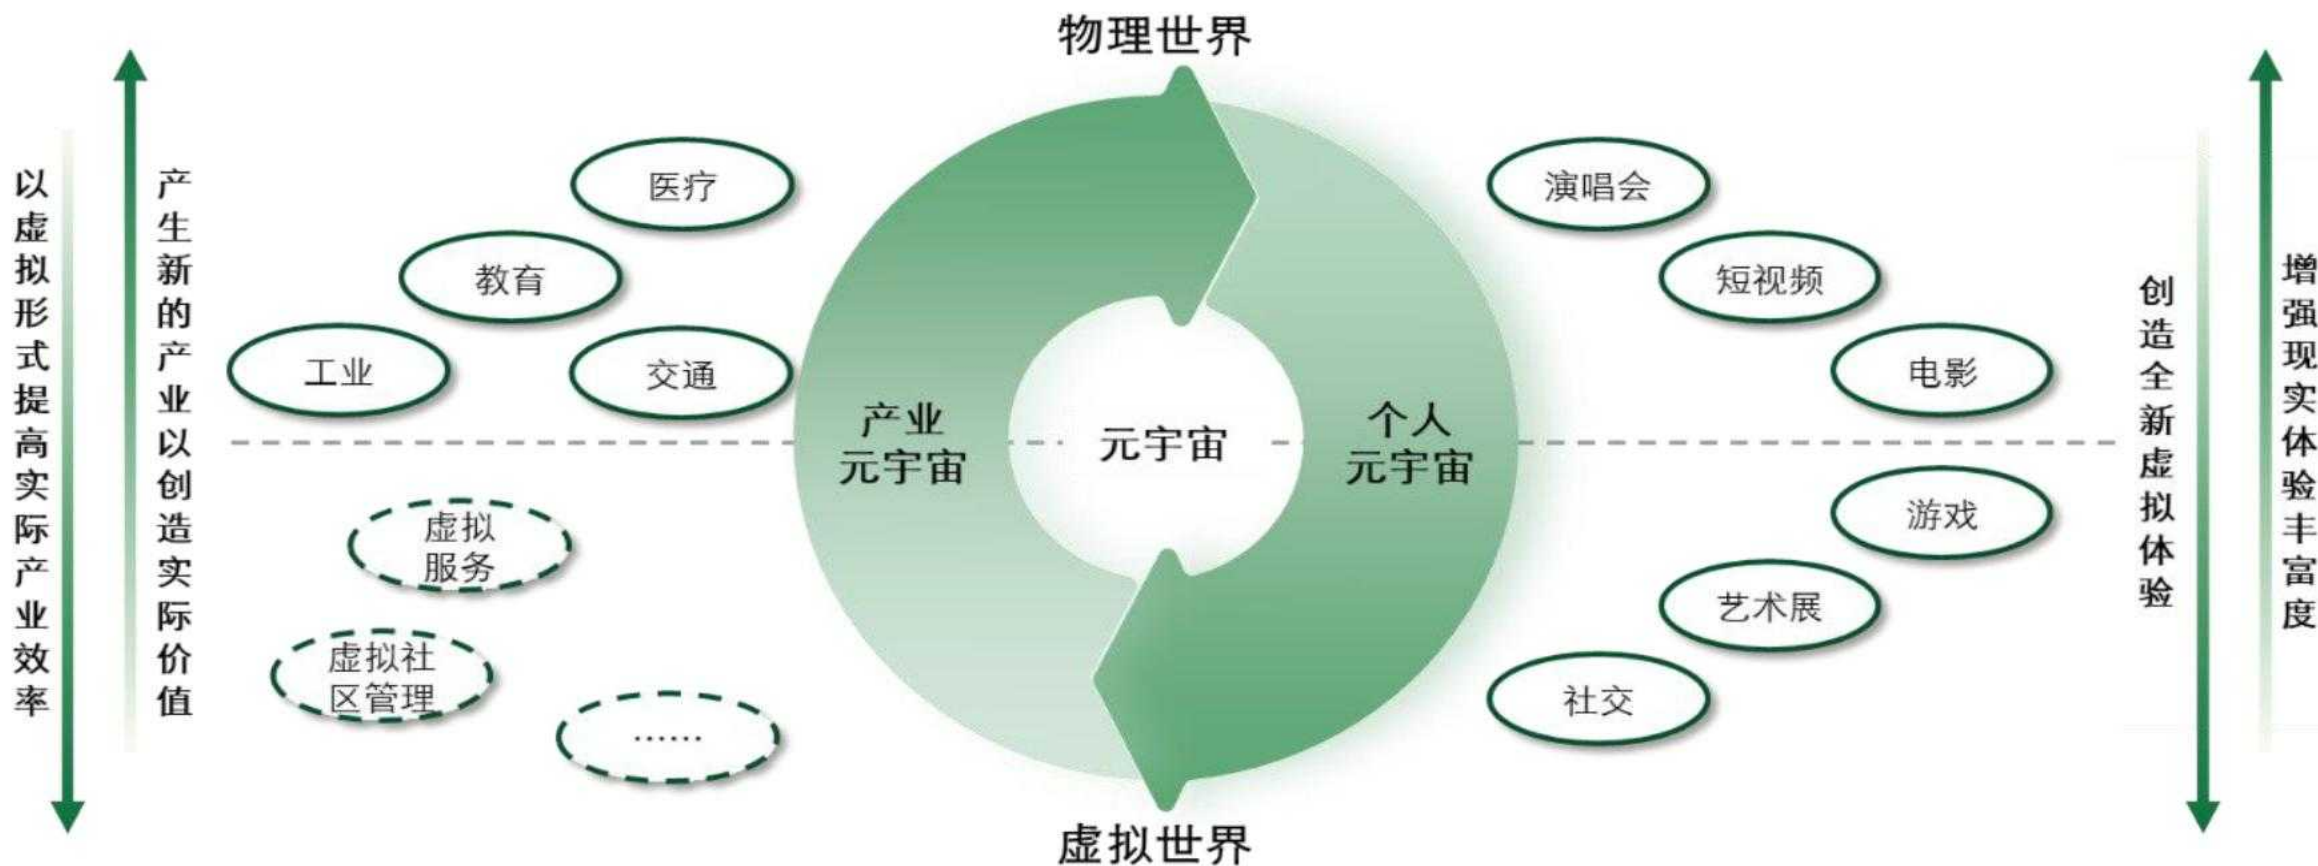 物理世界
以虚拟形式提高实际产业效率
产生新的产业以创造实际价值
医疗
教育
工业
交通
虚拟
服务
虚拟社
区管理
······
产业
元宇宙
元宇宙
个人
元宇宙
演唱会
短视频
电影
游戏
艺术展
社交
创造全新虚拟体验
增强现实体验丰富度
虚拟世界